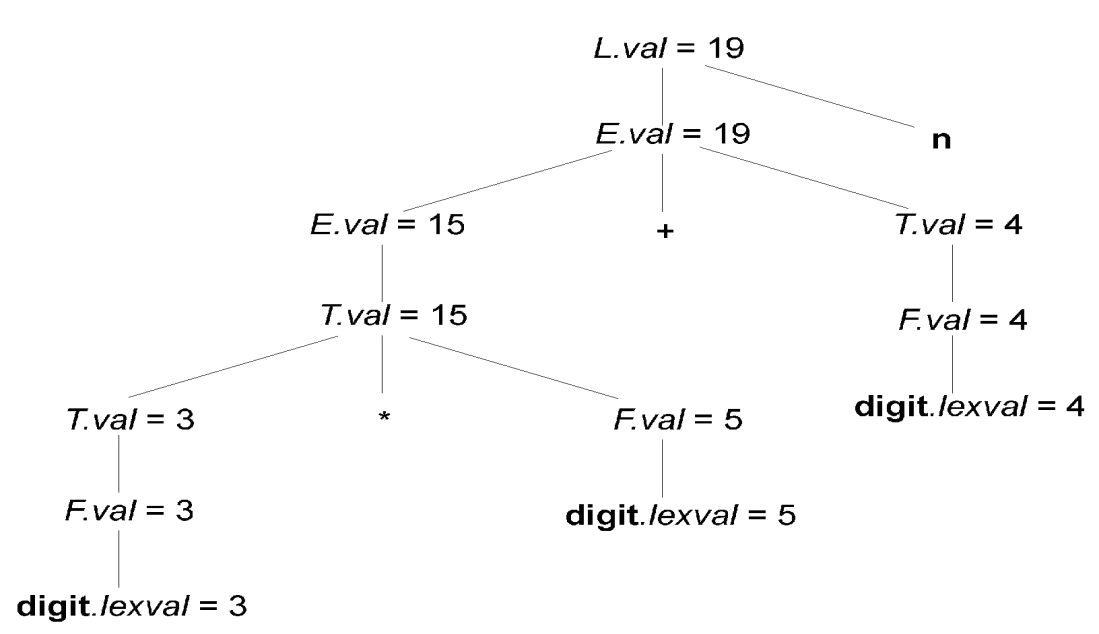 L.val = 19
E.val = 19
n
E.val = 15
+
T.val = 4
T.val = 15
F.val = 4
T.val = 3
*
F.val = 5
digit.lexval = 4
F.val = 3
digit.lexval = 5
digit.lexval = 3